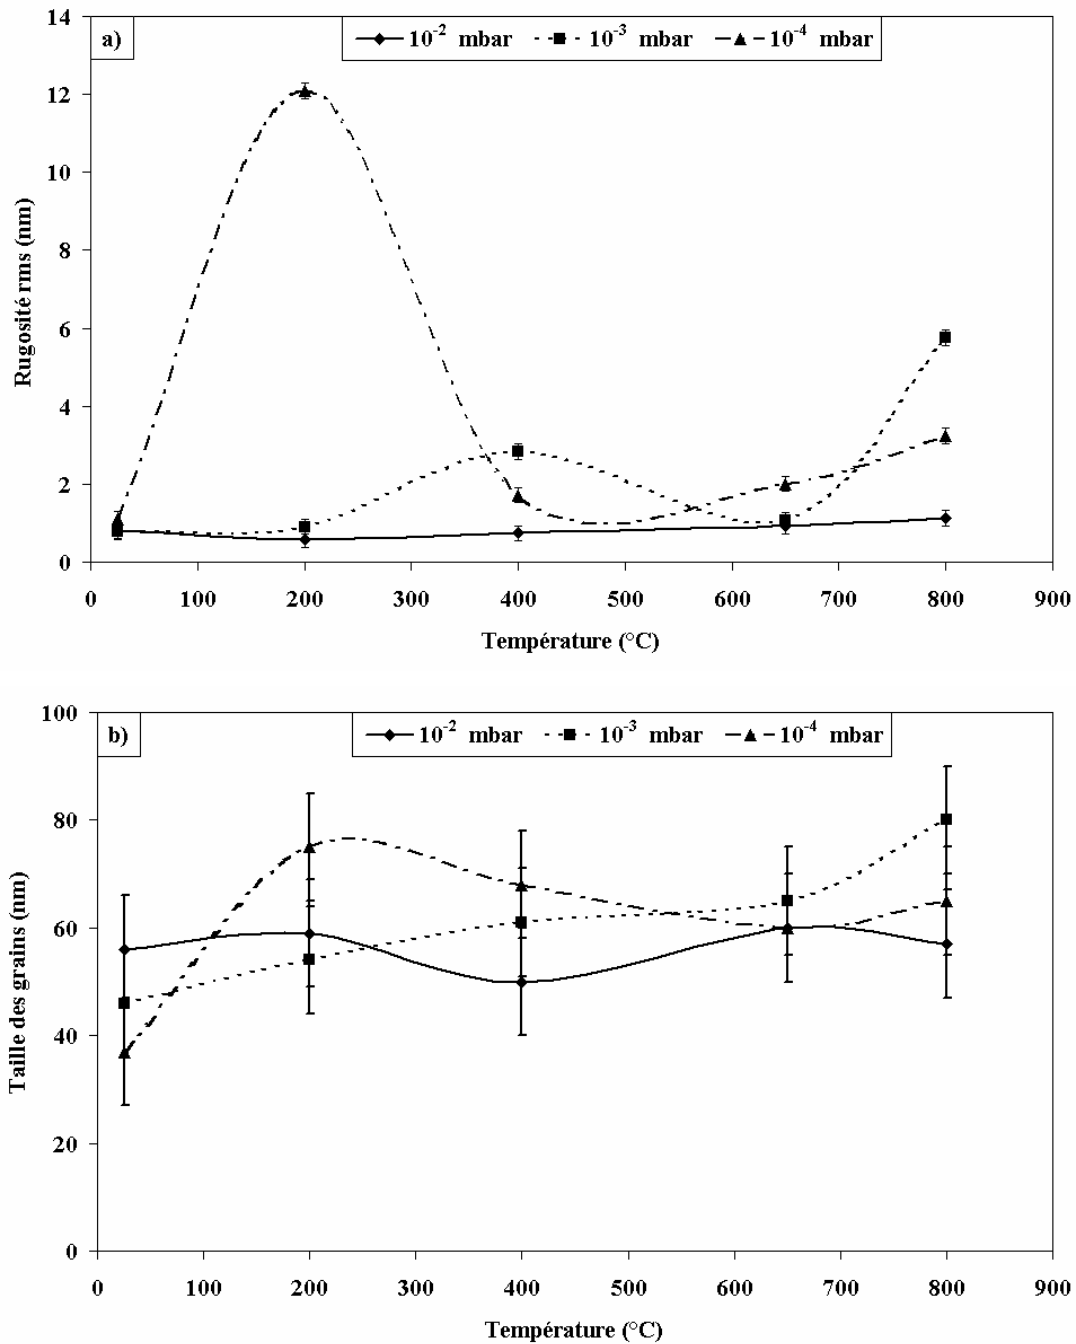 a)
10⁻² mbar 10⁻³ mbar 10⁻⁴ mbar
14
12
10
8
6
4
2
0
Rugosité rms (nm)
0 100 200 300 400 500 600 700 800 900
Température (°C)
b)
10⁻² mbar 10⁻³ mbar 10⁻⁴ mbar
100
80
60
40
20
0
Taille des grains (nm)
0 100 200 300 400 500 600 700 800 900
Température (°C)